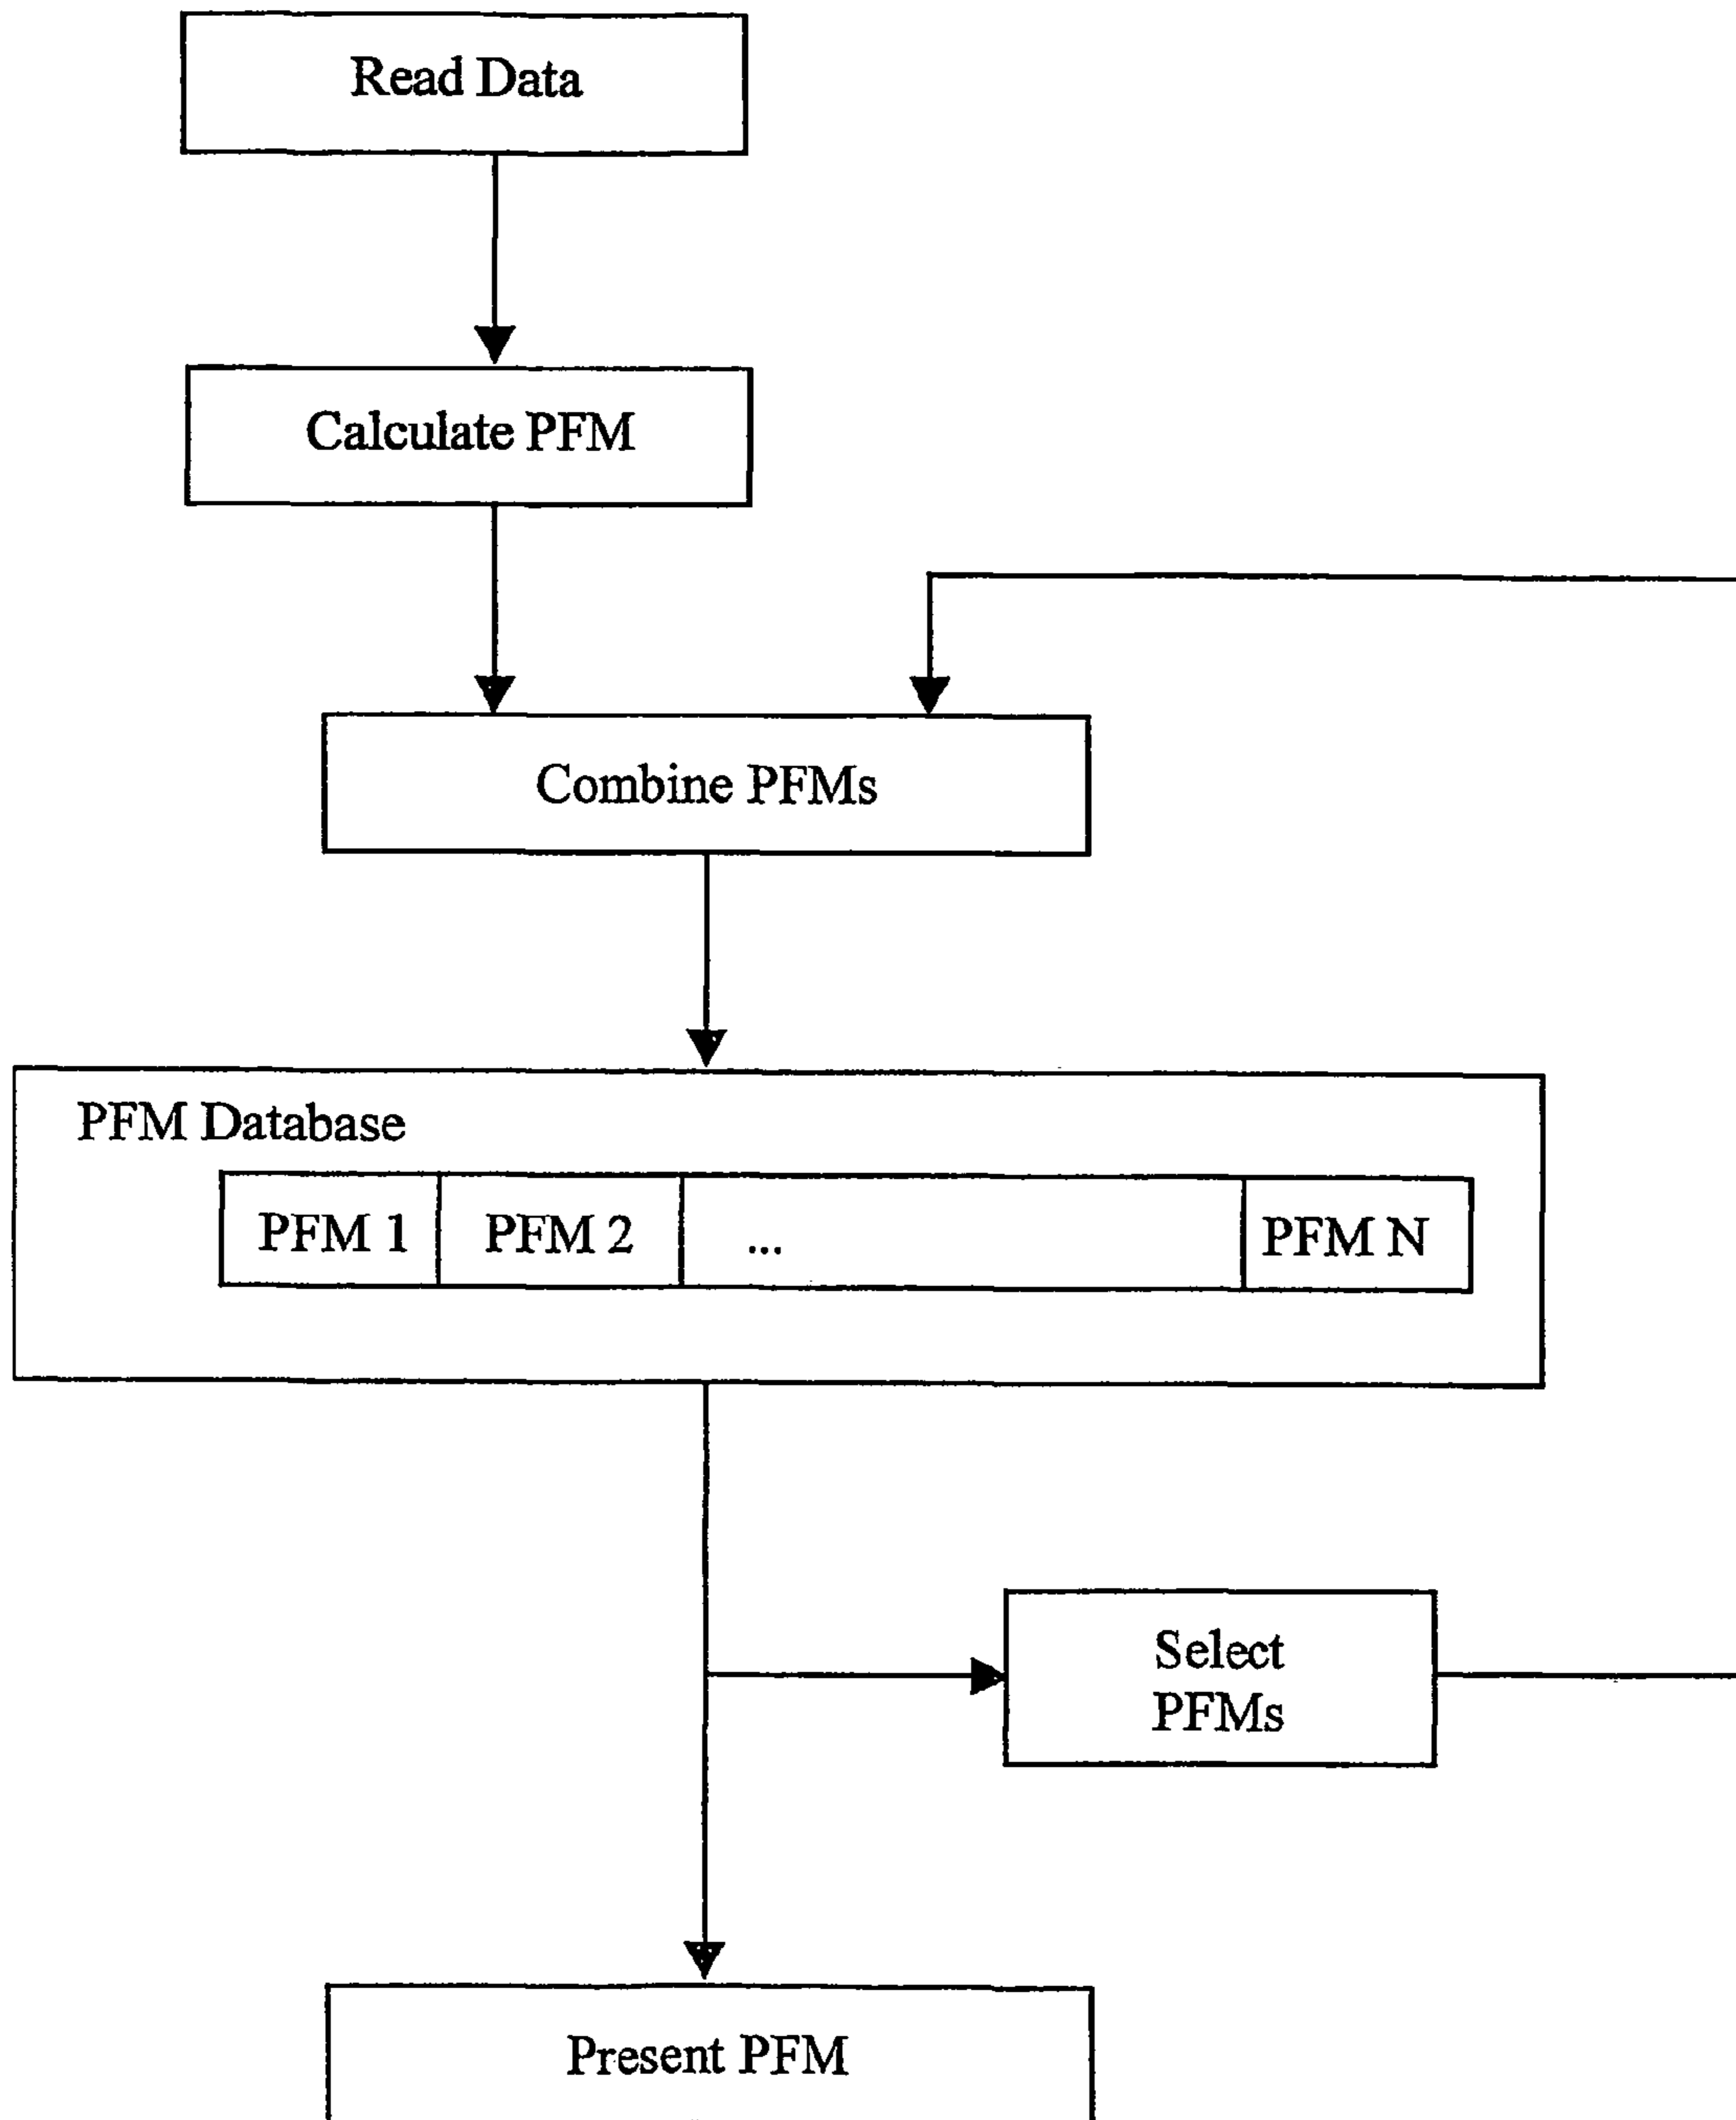 Read Data
Calculate PFM
Combine PFMs
PFM Database
PFM 1 PFM 2 ... PFM N
Select
PFMs
Present PFM